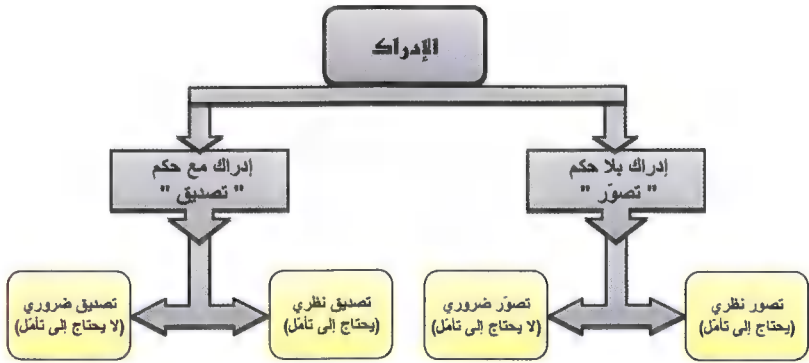 الإدراك
إدراك بلا حكم
" تصوّر "
إدراك مع حكم
" تصديق "
تصور نظري
(يحتاج إلى تأمّل)
تصوّر ضروري
(لا يحتاج إلى تأمّل)
تصديق نظري
(يحتاج إلى تأمّل)
تصديق ضروري
(لا يحتاج إلى تأمّل)